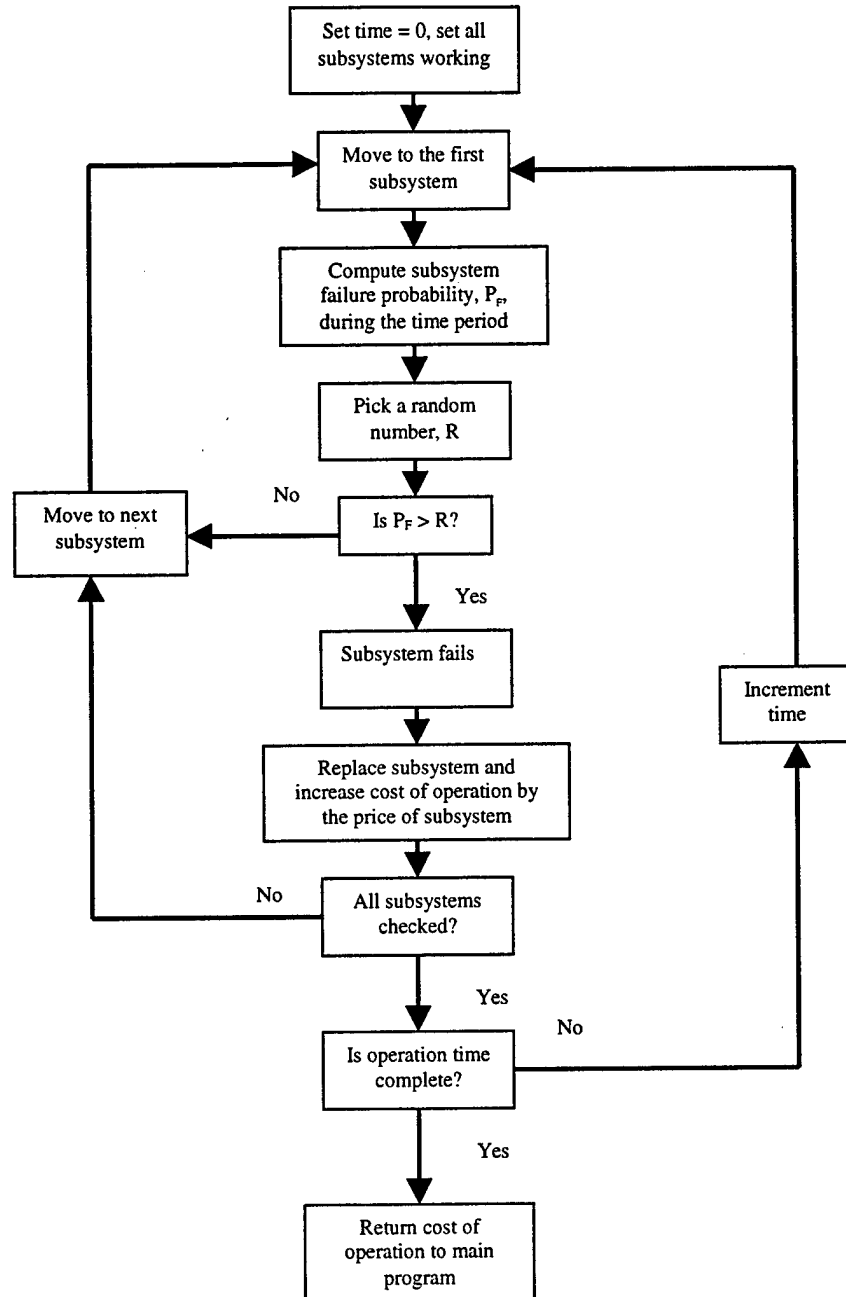 Set time = 0, set all
subsystems working
Move to the first
subsystem
Compute subsystem
failure probability, P_F,
during the time period
Pick a random
number, R
No
Move to next
subsystem
Is P_F > R?
Yes
Subsystem fails
Increment
time
Replace subsystem and
increase cost of operation by
the price of subsystem
No
All subsystems
checked?
Yes
No
Is operation time
complete?
Yes
Return cost of
operation to main
program